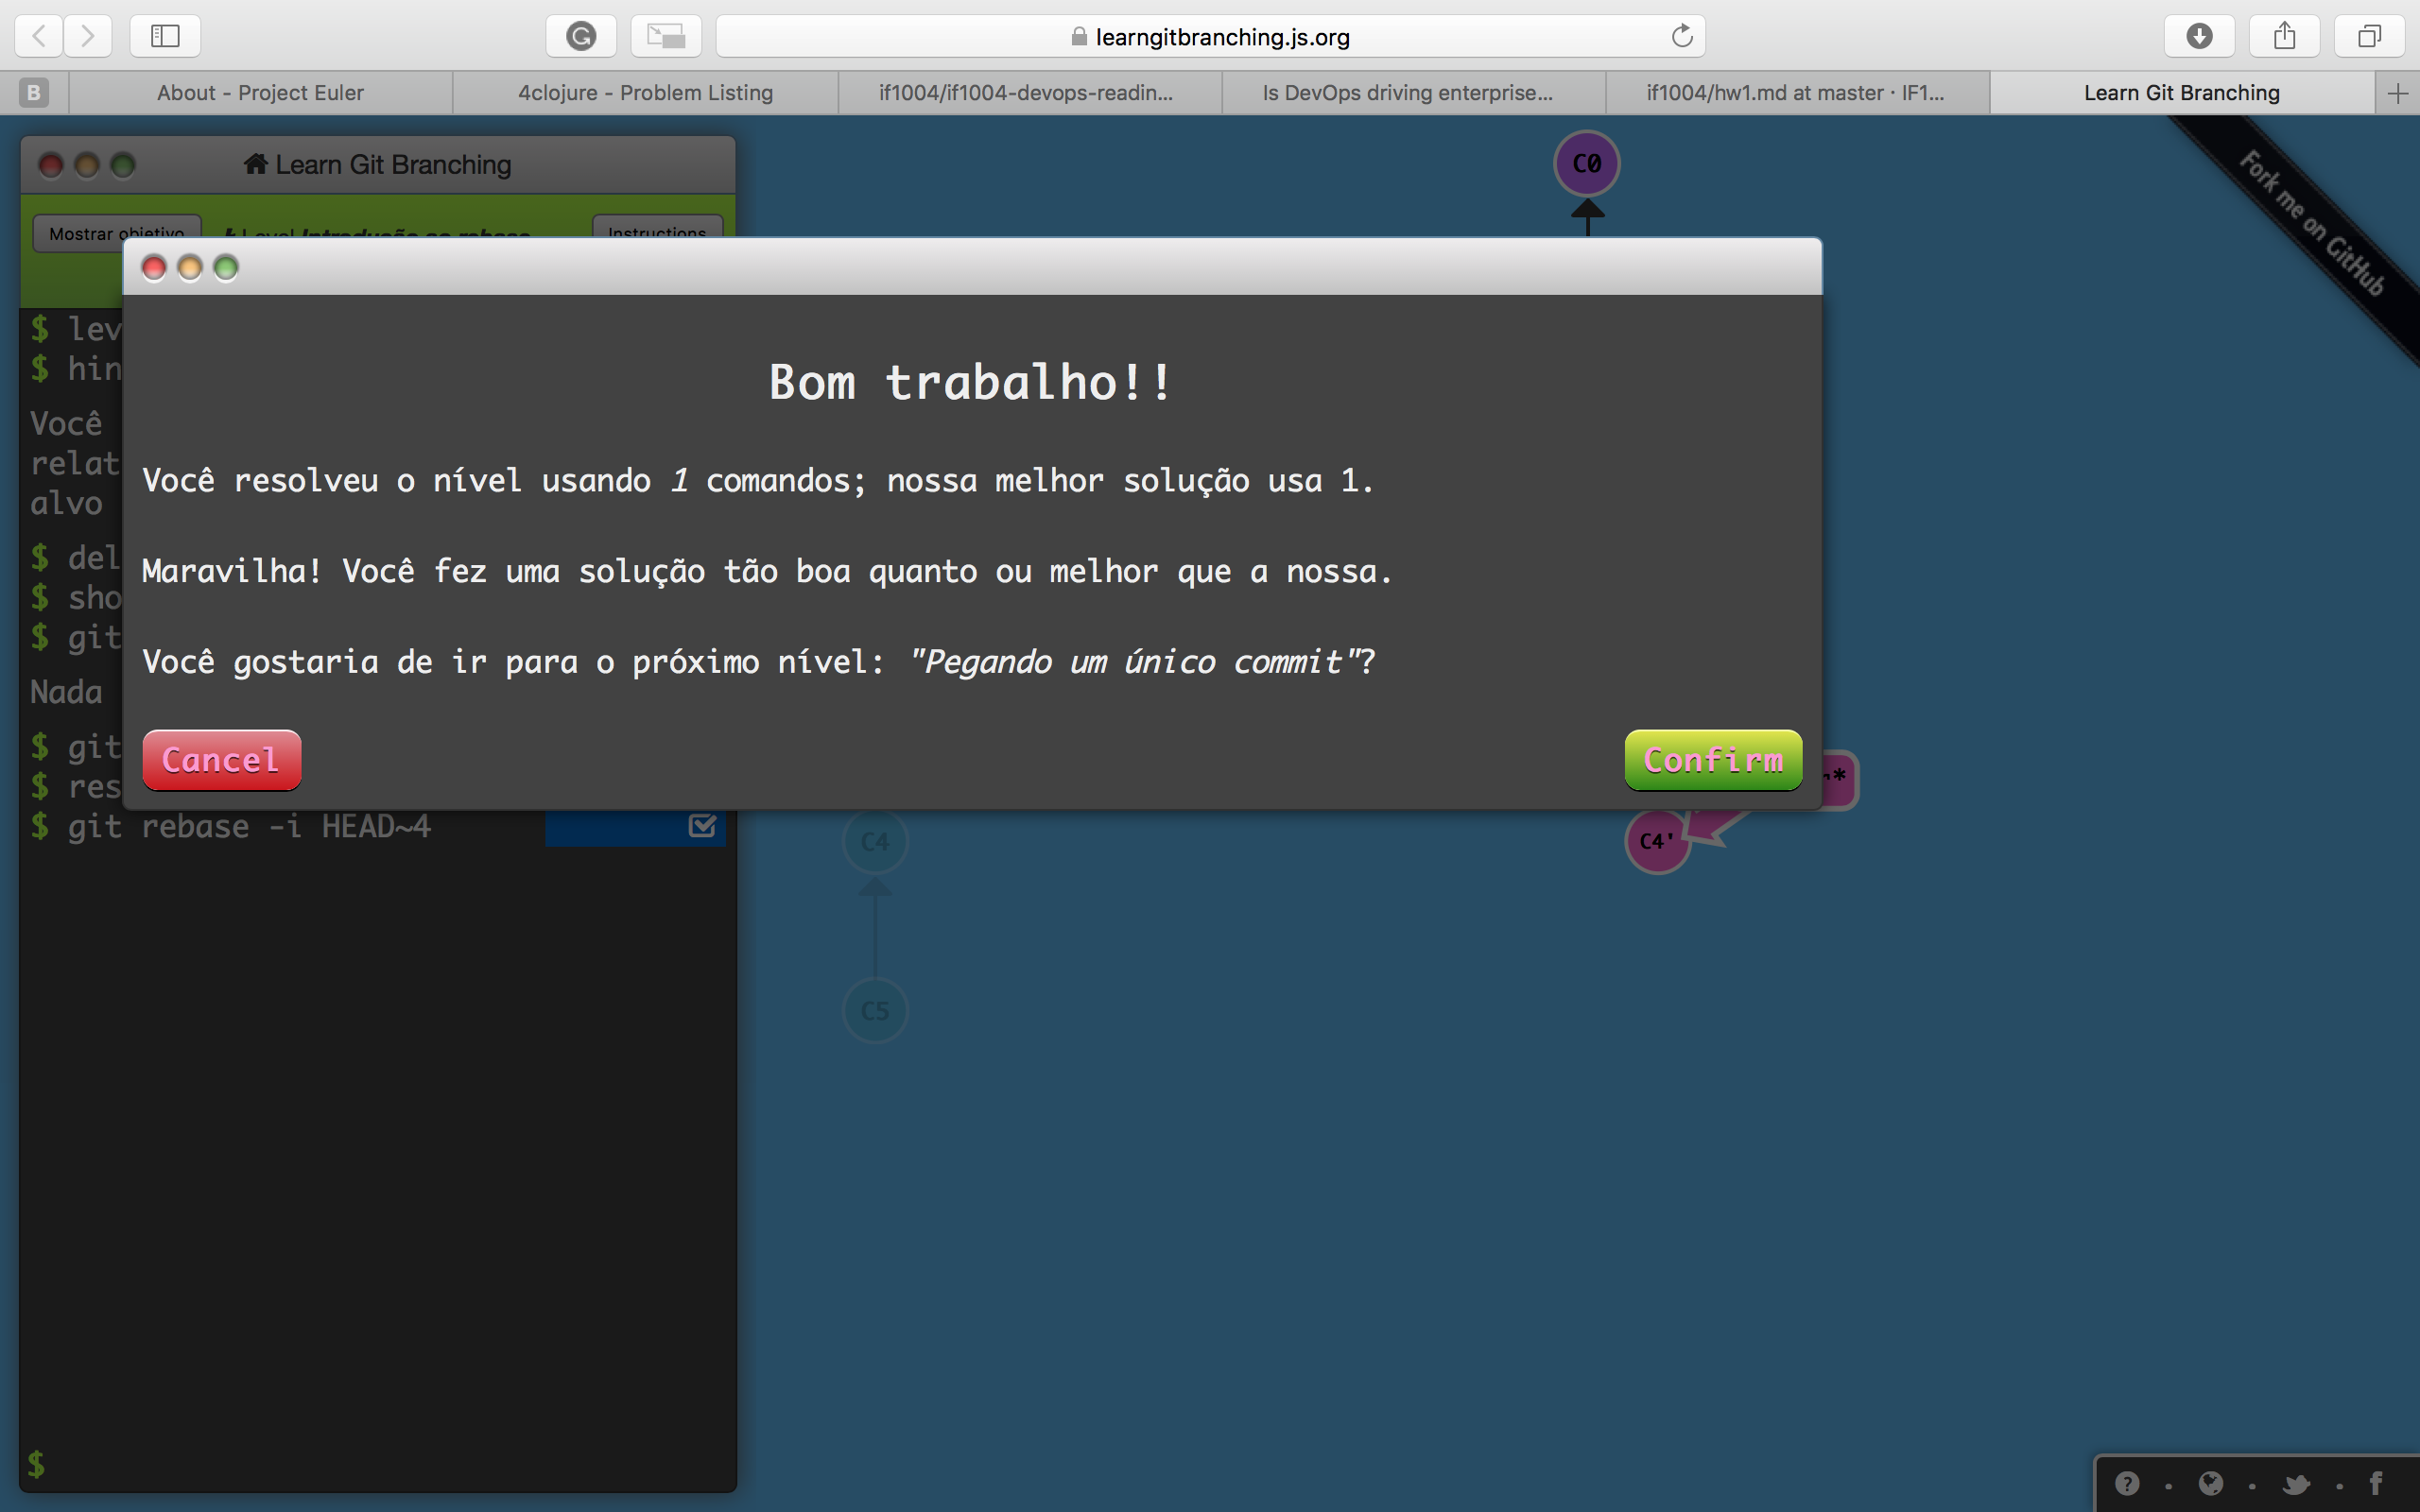 learngitbranching.js.org
B
About - Project Euler
4clojure - Problem Listing
if1004/if1004-devops-readin...
Is DevOps driving enterprise...
if1004/hw1.md at master · IF1...
Learn Git Branching
Learn Git Branching
C0
Fork me on GitHub
Mostrar objetivo
Level Introdução ao rebase
Instructions
$ lev
$ hin
Você
relat
alvo
$ del
$ sho
$ git
Nada
$ git
$ res
$ git rebase -i HEAD~4
Bom trabalho!!
Você resolveu o nível usando 1 comandos; nossa melhor solução usa 1.
Maravilha! Você fez uma solução tão boa quanto ou melhor que a nossa.
Você gostaria de ir para o próximo nível: "Pegando um único commit"?
Cancel
Confirm
C4
C4'
C5
$